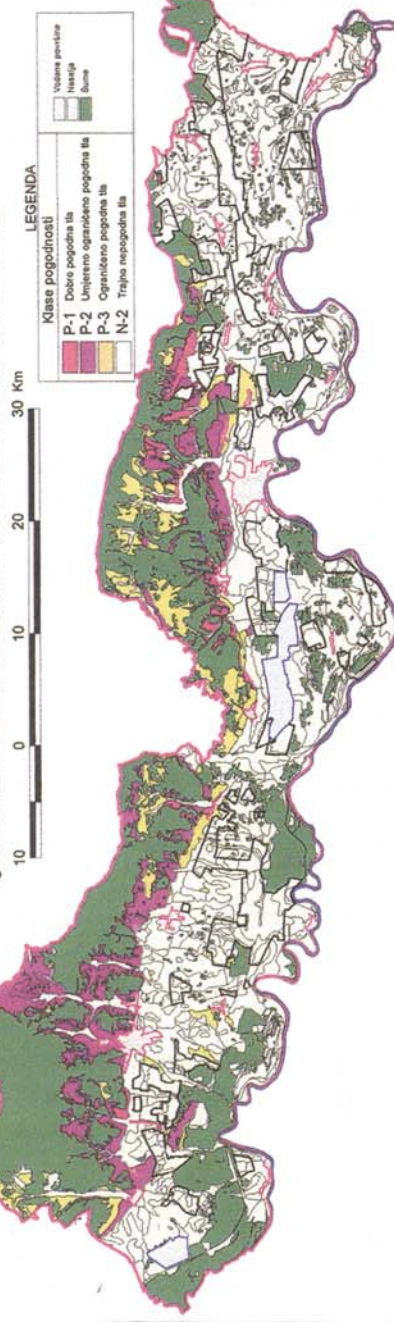 LEGENDA
Klase pogodnosti
P-1 Dobro pogodna tla
P-2 Umjereno ograničeno pogodna tla
P-3 Ograničeno pogodna tla
N-2 Trajno nepogodna tla
Vodene površine
Naselja
Šume
10 0 10 20 30 Km